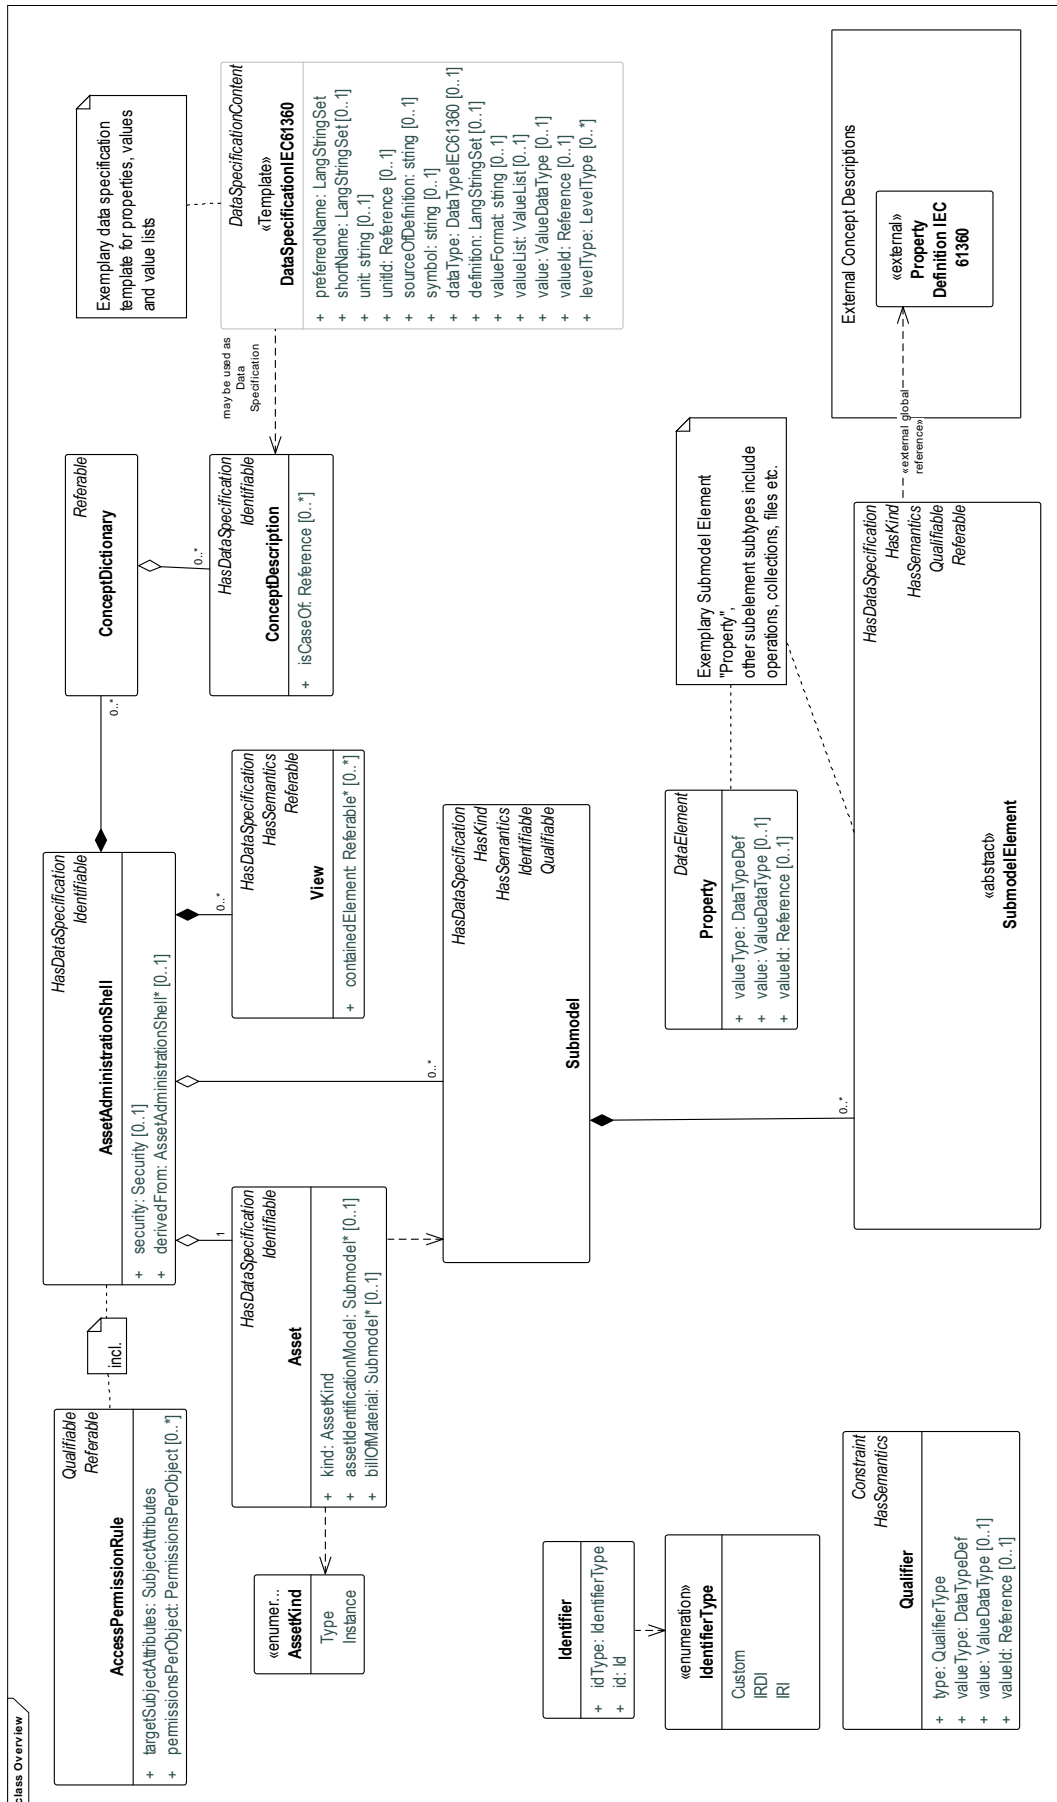 class Overview
Qualifiable
Referable
AccessPermissionRule
+ targetSubjectAttributes: SubjectAttributes
+ permissionsPerObject: PermissionsPerObject [0..*]
incl.
HasDataSpecification
Identifiable
AssetAdministrationShell
+ security: Security [0..1]
+ derivedFrom: AssetAdministrationShell* [0..1]
0..*
Referable
ConceptDictionary
0..*
Exemplary data specification
template for properties, values
and value lists
HasDataSpecification
Identifiable
ConceptDescription
+ isCaseOf: Reference [0..*]
may be used as
Data
Specification
DataSpecificationContent
«Template»
DataSpecificationIEC61360
+ preferredName: LangStringSet
+ shortName: LangStringSet [0..1]
+ unit: string [0..1]
+ unitId: Reference [0..1]
+ sourceOfDefinition: string [0..1]
+ symbol: string [0..1]
+ dataType: DataTypeIEC61360 [0..1]
+ definition: LangStringSet [0..1]
+ valueFormat: string [0..1]
+ valueList: ValueList [0..1]
+ value: ValueDataType [0..1]
+ valueId: Reference [0..1]
+ levelType: LevelType [0..*]
«enumer...
AssetKind
Type
Instance
1
HasDataSpecification
Identifiable
Asset
+ kind: AssetKind
+ assetIdentificationModel: Submodel* [0..1]
+ billOfMaterial: Submodel* [0..1]
0..*
HasDataSpecification
HasSemantics
Referable
View
+ containedElement: Referable* [0..*]
0..*
HasDataSpecification
HasKind
HasSemantics
Identifiable
Qualifiable
Submodel
Identifier
+ idType: IdentifierType
+ id: Id
«enumeration»
IdentifierType
Custom
IRDI
IRI
DataElement
Property
+ valueType: DataTypeDef
+ value: ValueDataType [0..1]
+ valueId: Reference [0..1]
Exemplary Submodel Element
"Property",
other subelement subtypes include
operations, collections, files etc.
Constraint
HasSemantics
Qualifier
+ type: QualifierType
+ valueType: DataTypeDef
+ value: ValueDataType [0..1]
+ valueId: Reference [0..1]
0..*
HasDataSpecification
HasKind
HasSemantics
Qualifiable
Referable
«abstract»
SubmodelElement
«external global
reference»
External Concept Descriptions
«external»
Property
Definition IEC
61360